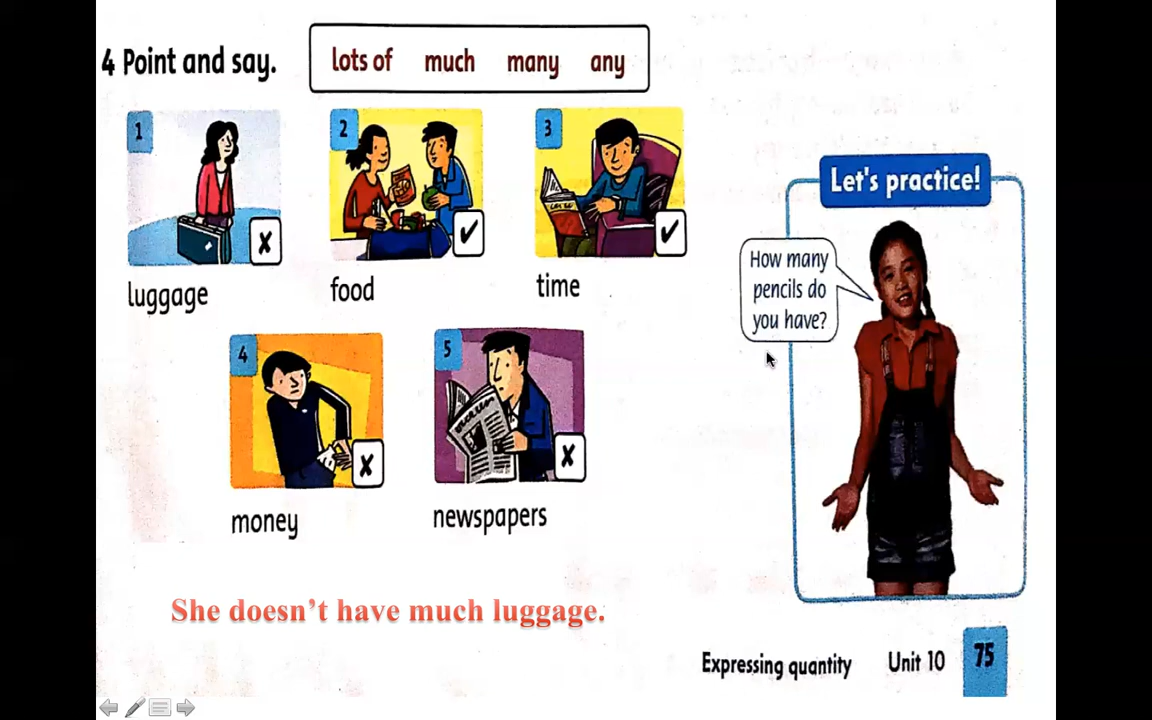 4 Point and say.
lots of much many any
1
2
3
luggage
food
time
4
5
money
newspapers
Let's practice!
How many
pencils do
you have?
She doesn't have much luggage.
Expressing quantity Unit 10 75